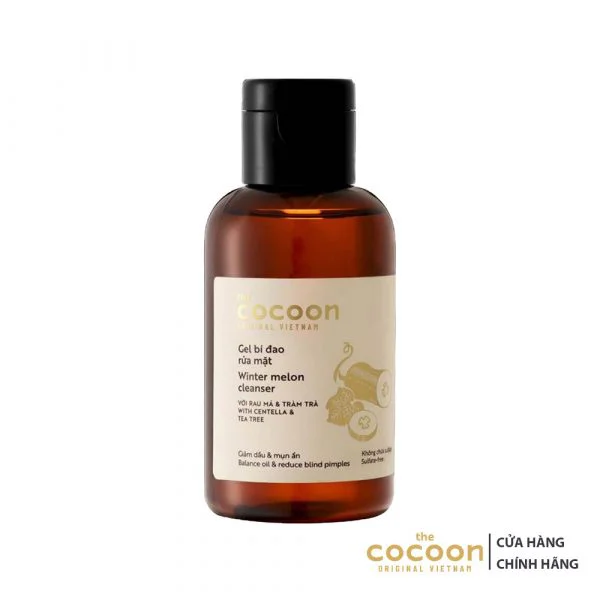 the
cocoon
ORIGINAL VIETNAM
Gel bí đao
rửa mặt
Winter melon
cleanser
VỚI RAU MÁ & TRÀM TRÀ
WITH CENTELLA &
TEA TREE
Giảm dầu & mụn ẩn
Balance oil & reduce blind pimples
Không chứa
Sulfate-free
the
cocoon
ORIGINAL VIETNAM
CỬA HÀNG
CHÍNH HÃNG